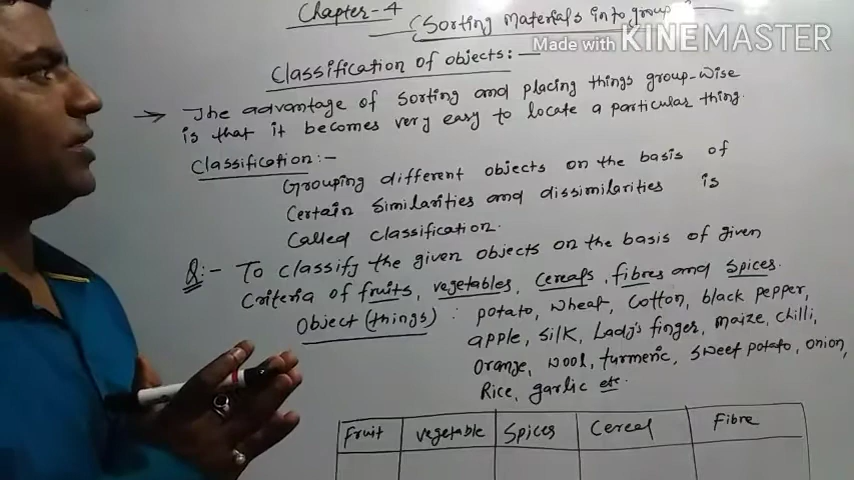 Chapter-4
(Sorting Materials into group)
Made with KINEMASTER
Classification of objects:-
→ The advantage of sorting and placing things group-wise
is that it becomes very easy to locate a particular thing.
Classification:-
Grouping different objects on the basis of
certain similarities and dissimilarities is
called classification.
Q:- To classify the given objects on the basis of given
criteria of fruits, vegetables, cereals, fibres and spices.
Object (things) : potato, wheat, cotton, black pepper,
apple, silk, Lady's finger, maize, chilli,
orange, wool, turmeric, sweet potato, onion,
Rice, garlic etc.
Fruit vegetable Spices Cereal Fibre